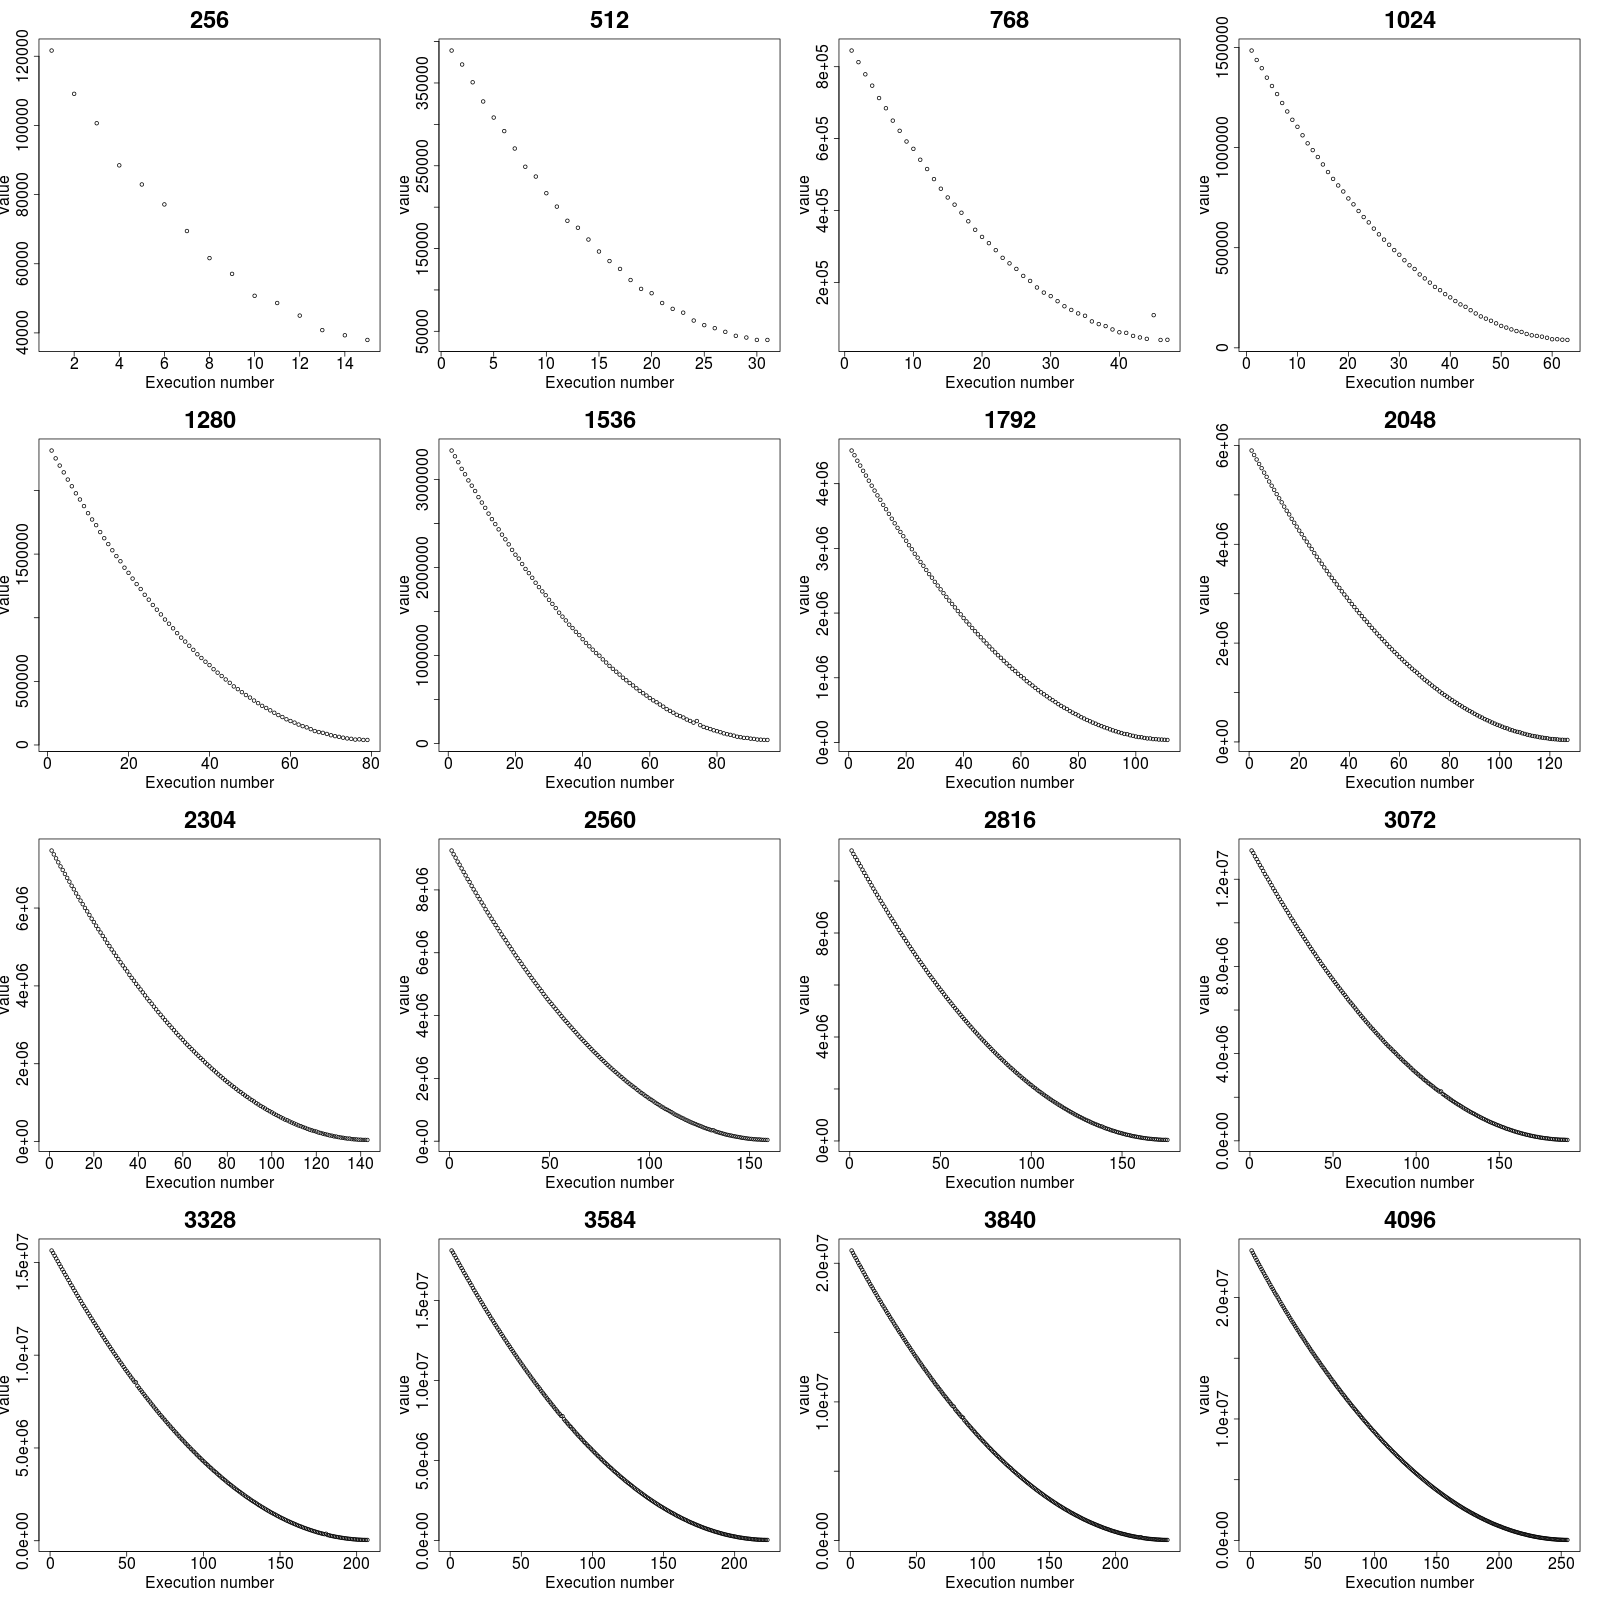 256
120000
100000
80000
60000
40000
value
2 4 6 8 10 12 14
Execution number
512
350000
250000
150000
50000
value
0 5 10 15 20 25 30
Execution number
768
8e+05
6e+05
4e+05
2e+05
value
0 10 20 30 40
Execution number
1024
1500000
1000000
500000
0
value
0 10 20 30 40 50 60
Execution number
1280
1500000
500000
0
value
0 20 40 60 80
Execution number
1536
3000000
2000000
1000000
0
value
0 20 40 60 80
Execution number
1792
4e+06
3e+06
2e+06
1e+06
0e+00
value
0 20 40 60 80 100
Execution number
2048
6e+06
4e+06
2e+06
0e+00
value
0 20 40 60 80 100 120
Execution number
2304
6e+06
4e+06
2e+06
0e+00
value
0 20 40 60 80 100 120 140
Execution number
2560
8e+06
6e+06
4e+06
2e+06
0e+00
value
0 50 100 150
Execution number
2816
8e+06
4e+06
0e+00
value
0 50 100 150
Execution number
3072
1.2e+07
8.0e+06
4.0e+06
0.0e+00
value
0 50 100 150
Execution number
3328
1.5e+07
1.0e+07
5.0e+06
0.0e+00
value
0 50 100 150 200
Execution number
3584
1.5e+07
1.0e+07
5.0e+06
0.0e+00
value
0 50 100 150 200
Execution number
3840
2.0e+07
1.0e+07
0.0e+00
value
0 50 100 150 200
Execution number
4096
2.0e+07
1.0e+07
0.0e+00
value
0 50 100 150 200 250
Execution number